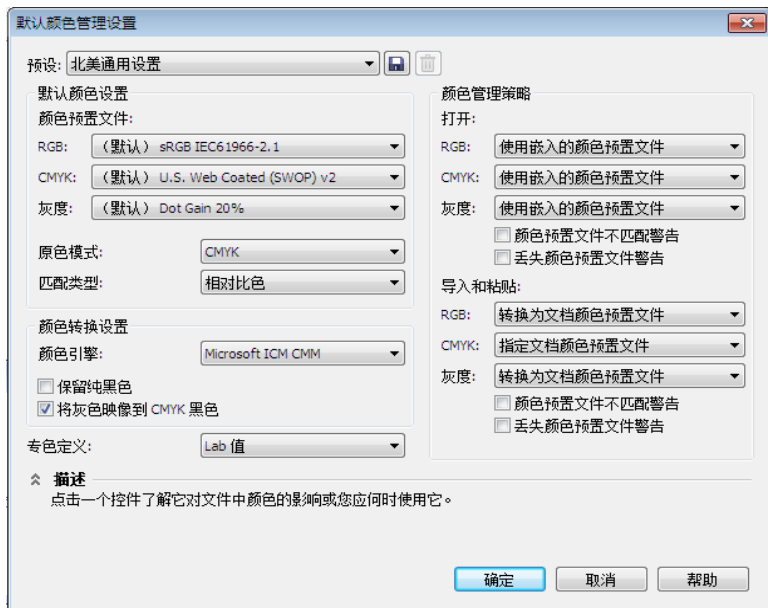 默认颜色管理设置
预设: 北美通用设置
默认颜色设置
颜色预置文件:
RGB: （默认） sRGB IEC61966-2.1
CMYK: （默认） U.S. Web Coated (SWOP) v2
灰度: （默认） Dot Gain 20%
原色模式: CMYK
匹配类型: 相对比色
颜色转换设置
颜色引擎: Microsoft ICM CMM
保留纯黑色
将灰色映像到 CMYK 黑色
专色定义: Lab 值
颜色管理策略
打开:
RGB: 使用嵌入的颜色预置文件
CMYK: 使用嵌入的颜色预置文件
灰度: 使用嵌入的颜色预置文件
颜色预置文件不匹配警告
丢失颜色预置文件警告
导入和粘贴:
RGB: 转换为文档颜色预置文件
CMYK: 指定文档颜色预置文件
灰度: 转换为文档颜色预置文件
颜色预置文件不匹配警告
丢失颜色预置文件警告
描述
点击一个控件了解它对文件中颜色的影响或您应何时使用它。
确定 取消 帮助